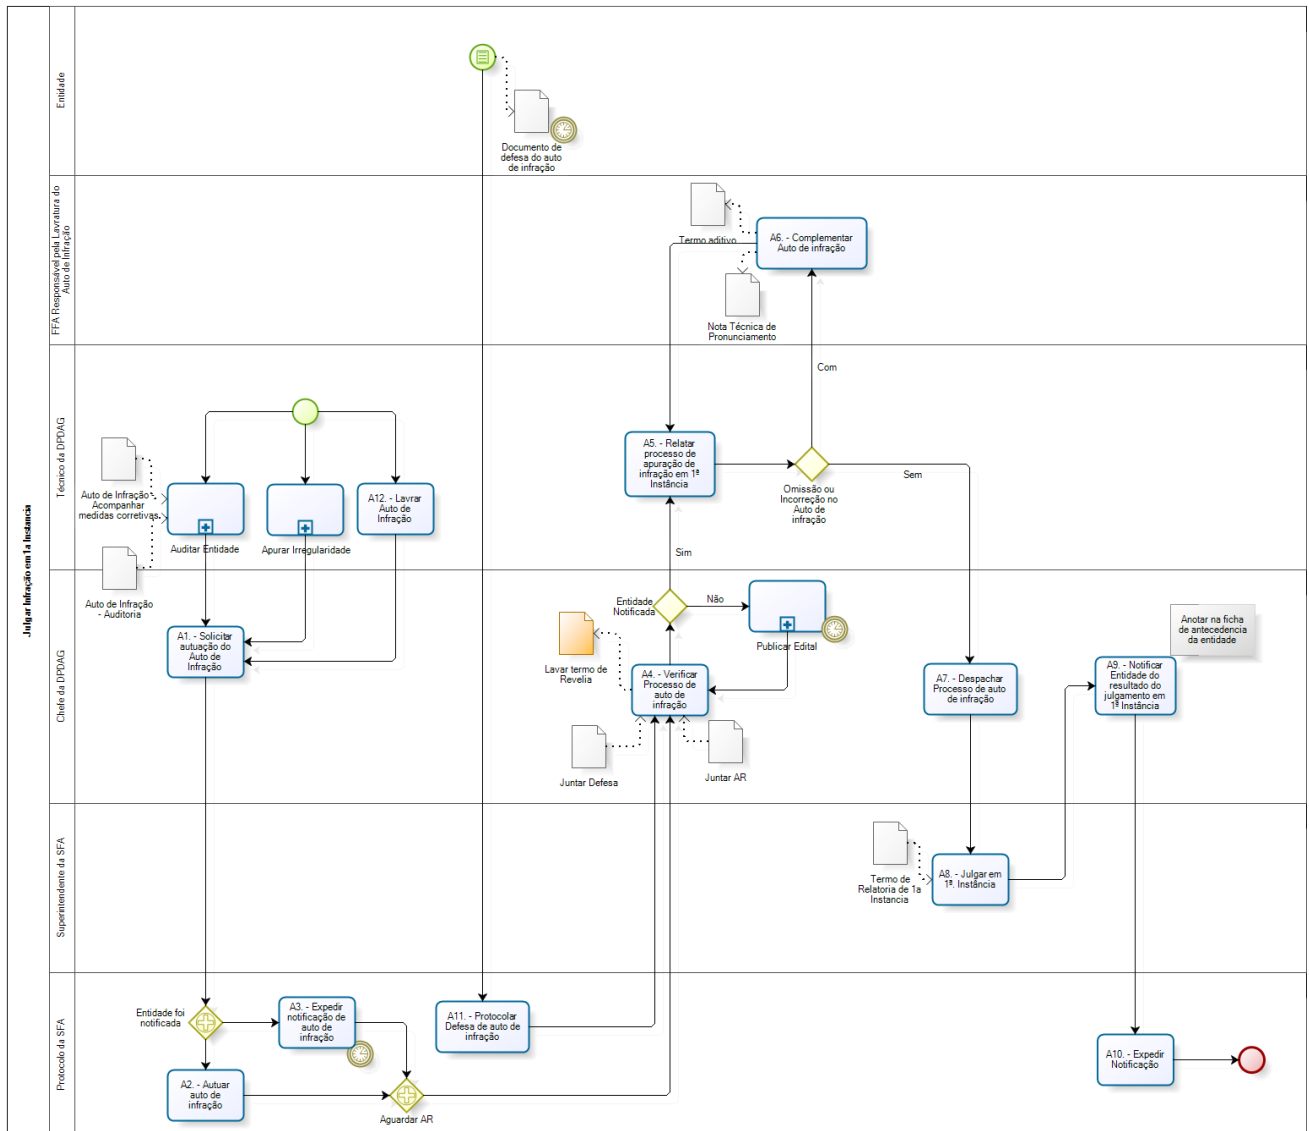 Julgar Infração em 1a Instancia
Entidade
Documento de
defesa do auto
de infração
FFA Responsável pela Lavratura do
Auto de Infração
Termo aditivo
A6. - Complementar
Auto de infração
Nota Técnica de
Pronunciamento
Com
Técnico da DPDAG
Auto de Infração -
Acompanhar
medidas corretivas.
Auditar Entidade
Apurar Irregularidade
A12. - Lavrar
Auto de
Infração
Auto de Infração
- Auditoria
A5. - Relatar
processo de
apuração de
infração em 1ª
Instância
Omissão ou
Incorreção no
Auto de
infração
Sem
Sim
Chefe da DPDAG
A1. - Solicitar
autuação do
Auto de
Infração
Entidade
Notificada
Não
Publicar Edital
Lavar termo de
Revelia
A4. - Verificar
Processo de
auto de
infração
Juntar Defesa
Juntar AR
A7. - Despachar
Processo de auto
de infração
Anotar na ficha
de antecedencia
da entidade
A9. - Notificar
Entidade do
resultado do
julgamento em
1ª Instância
Superintendente da SFA
Termo de
Relatoria de 1a
Instancia
A8. - Julgar em
1ª. Instância
Protocolo da SFA
Entidade foi
notificada
A3. - Expedir
notificação de
auto de
infração
A2. - Autuar
auto de
infração
Aguardar AR
A11. - Protocolar
Defesa de auto de
infração
A10. - Expedir
Notificação